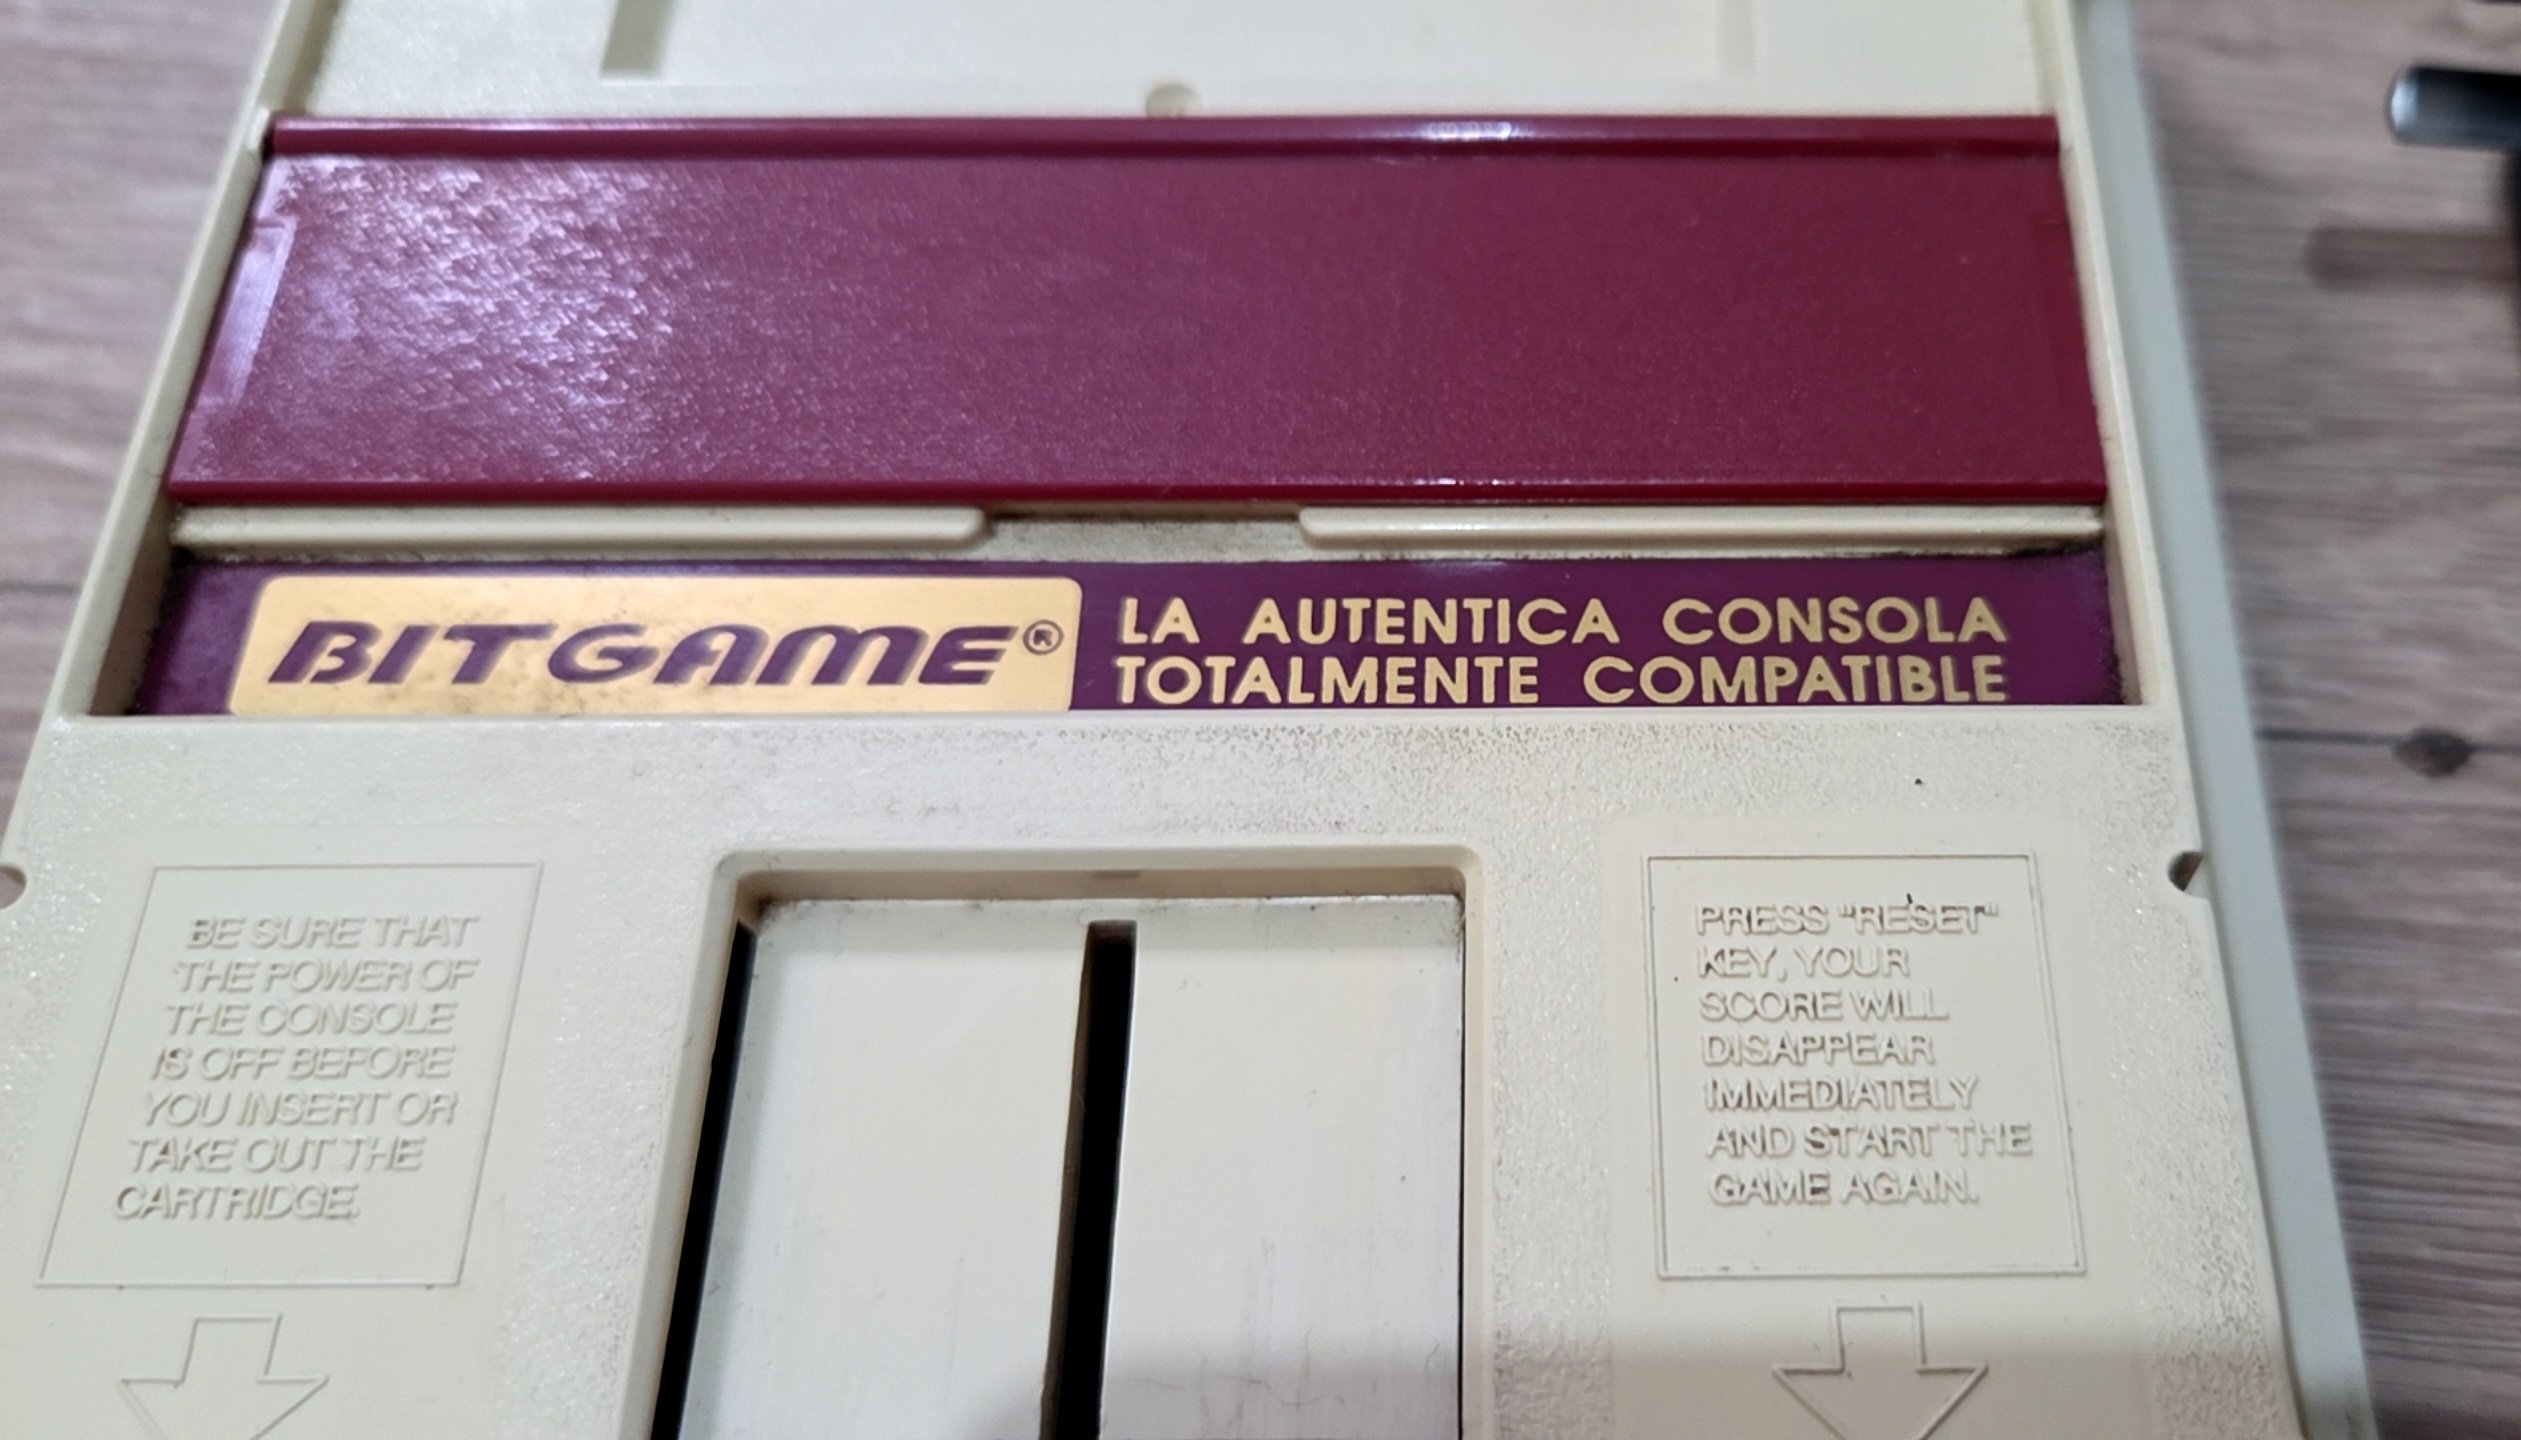 BITGAME®
LA AUTENTICA CONSOLA
TOTALMENTE COMPATIBLE
BE SURE THAT
THE POWER OF
THE CONSOLE
IS OFF BEFORE
YOU INSERT OR
TAKE OUT THE
CARTRIDGE.
PRESS "RESET"
KEY, YOUR
SCORE WILL
DISAPPEAR
IMMEDIATELY
AND START THE
GAME AGAIN.